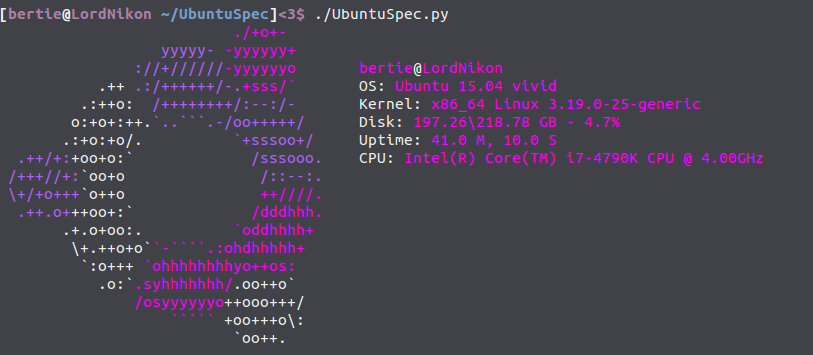 [bertie@LordNikon ~/UbuntuSpec]<3$ ./UbuntuSpec.py
./+o+-
yyyyy- -yyyyyy+
://+//////-yyyyyyo
bertie@LordNikon
.++ .:/++++++/-.+sss/`
OS: Ubuntu 15.04 vivid
.:++o: /++++++++/:--:/-
Kernel: x86_64 Linux 3.19.0-25-generic
o:+o+:++.`..```.-/oo+++++/
Disk: 197.26\218.78 GB - 4.7%
.:+o:+o/. `+sssoo+/
Uptime: 41.0 M, 10.0 S
.++/+:+oo+o:` /sssooo.
CPU: Intel(R) Core(TM) i7-4790K CPU @ 4.00GHz
/+++//+:`oo+o /::--:.
\+/+o+++`o++o ++////.
.++.o+++oo+:` /dddhhh.
.+.o+oo:. `oddhhhh+
\+.++o+o``-````.:ohdhhhhh+
`:o+++ `ohhhhhhhhyo++os:
.o:`.syhhhhhhh/.oo++o`
/osyyyyyyo++ooo+++/
````` +oo+++o\:
`oo++.